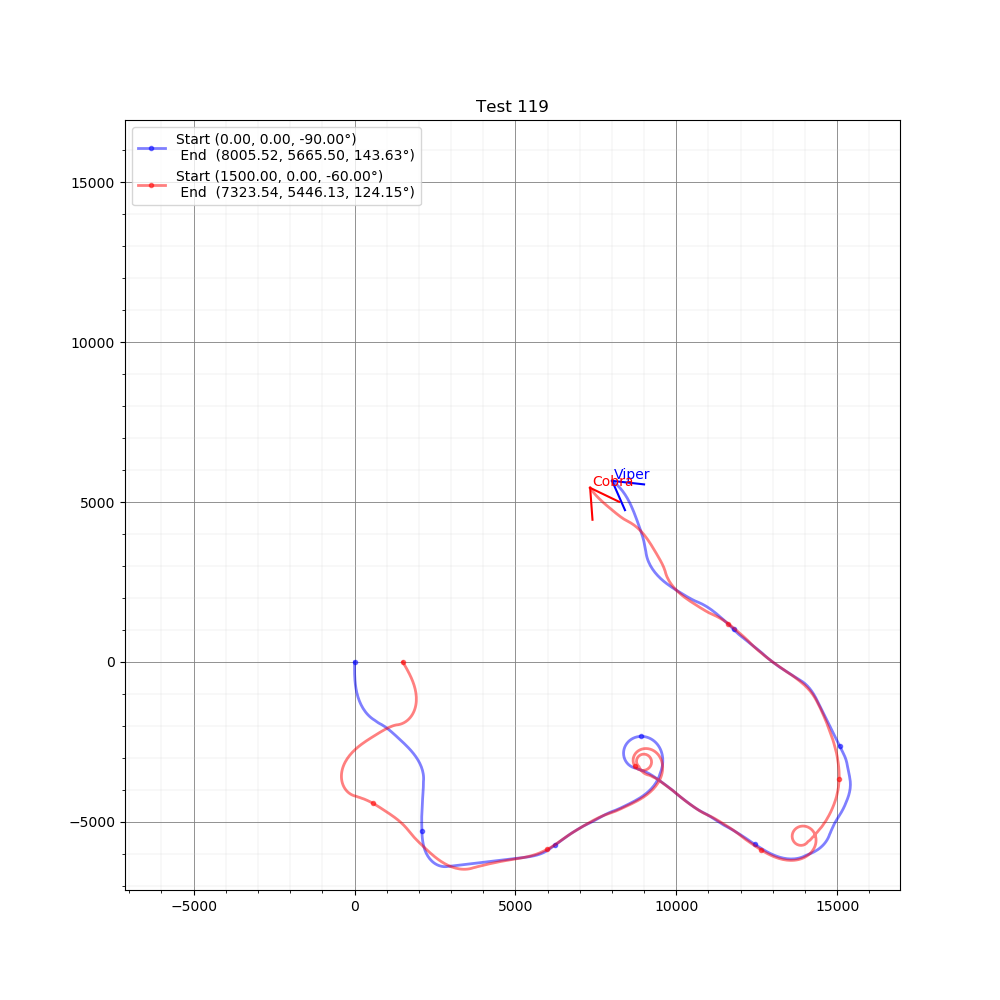 Test 119
Start (0.00, 0.00, -90.00°)
End (8005.52, 5665.50, 143.63°)
Start (1500.00, 0.00, -60.00°)
End (7323.54, 5446.13, 124.15°)
15000
10000
5000
0
−5000
Viper
Cobra
−5000
0
5000
10000
15000